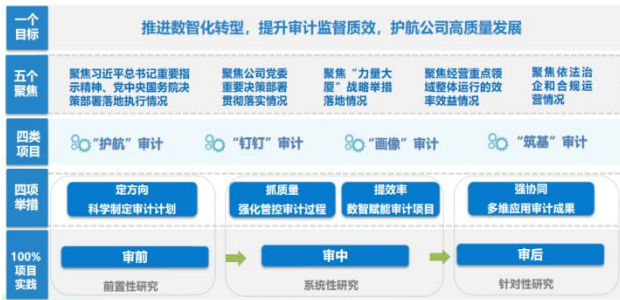 一个
目标
推进数智化转型，提升审计监督质效，护航公司高质量发展
五个
聚焦
聚焦习近平总书记重要指
示精神、党中央国务院决
策部署落地执行情况
聚焦公司党委
重要决策部署
贯彻落实情况
聚焦“力量大
厦”战略举措
落地情况
聚焦经营重点领
域整体运行的效
率效益情况
聚焦依法治
企和合规运
营情况
四类
项目
“护航”审计
“钉钉”审计
“画像”审计
“筑基”审计
四项
举措
定方向
科学制定审计计划
抓质量
强化管控审计过程
提效率
数智赋能审计项目
强协同
多维应用审计成果
100%
项目
实践
审前
审中
审后
前置性研究
系统性研究
针对性研究